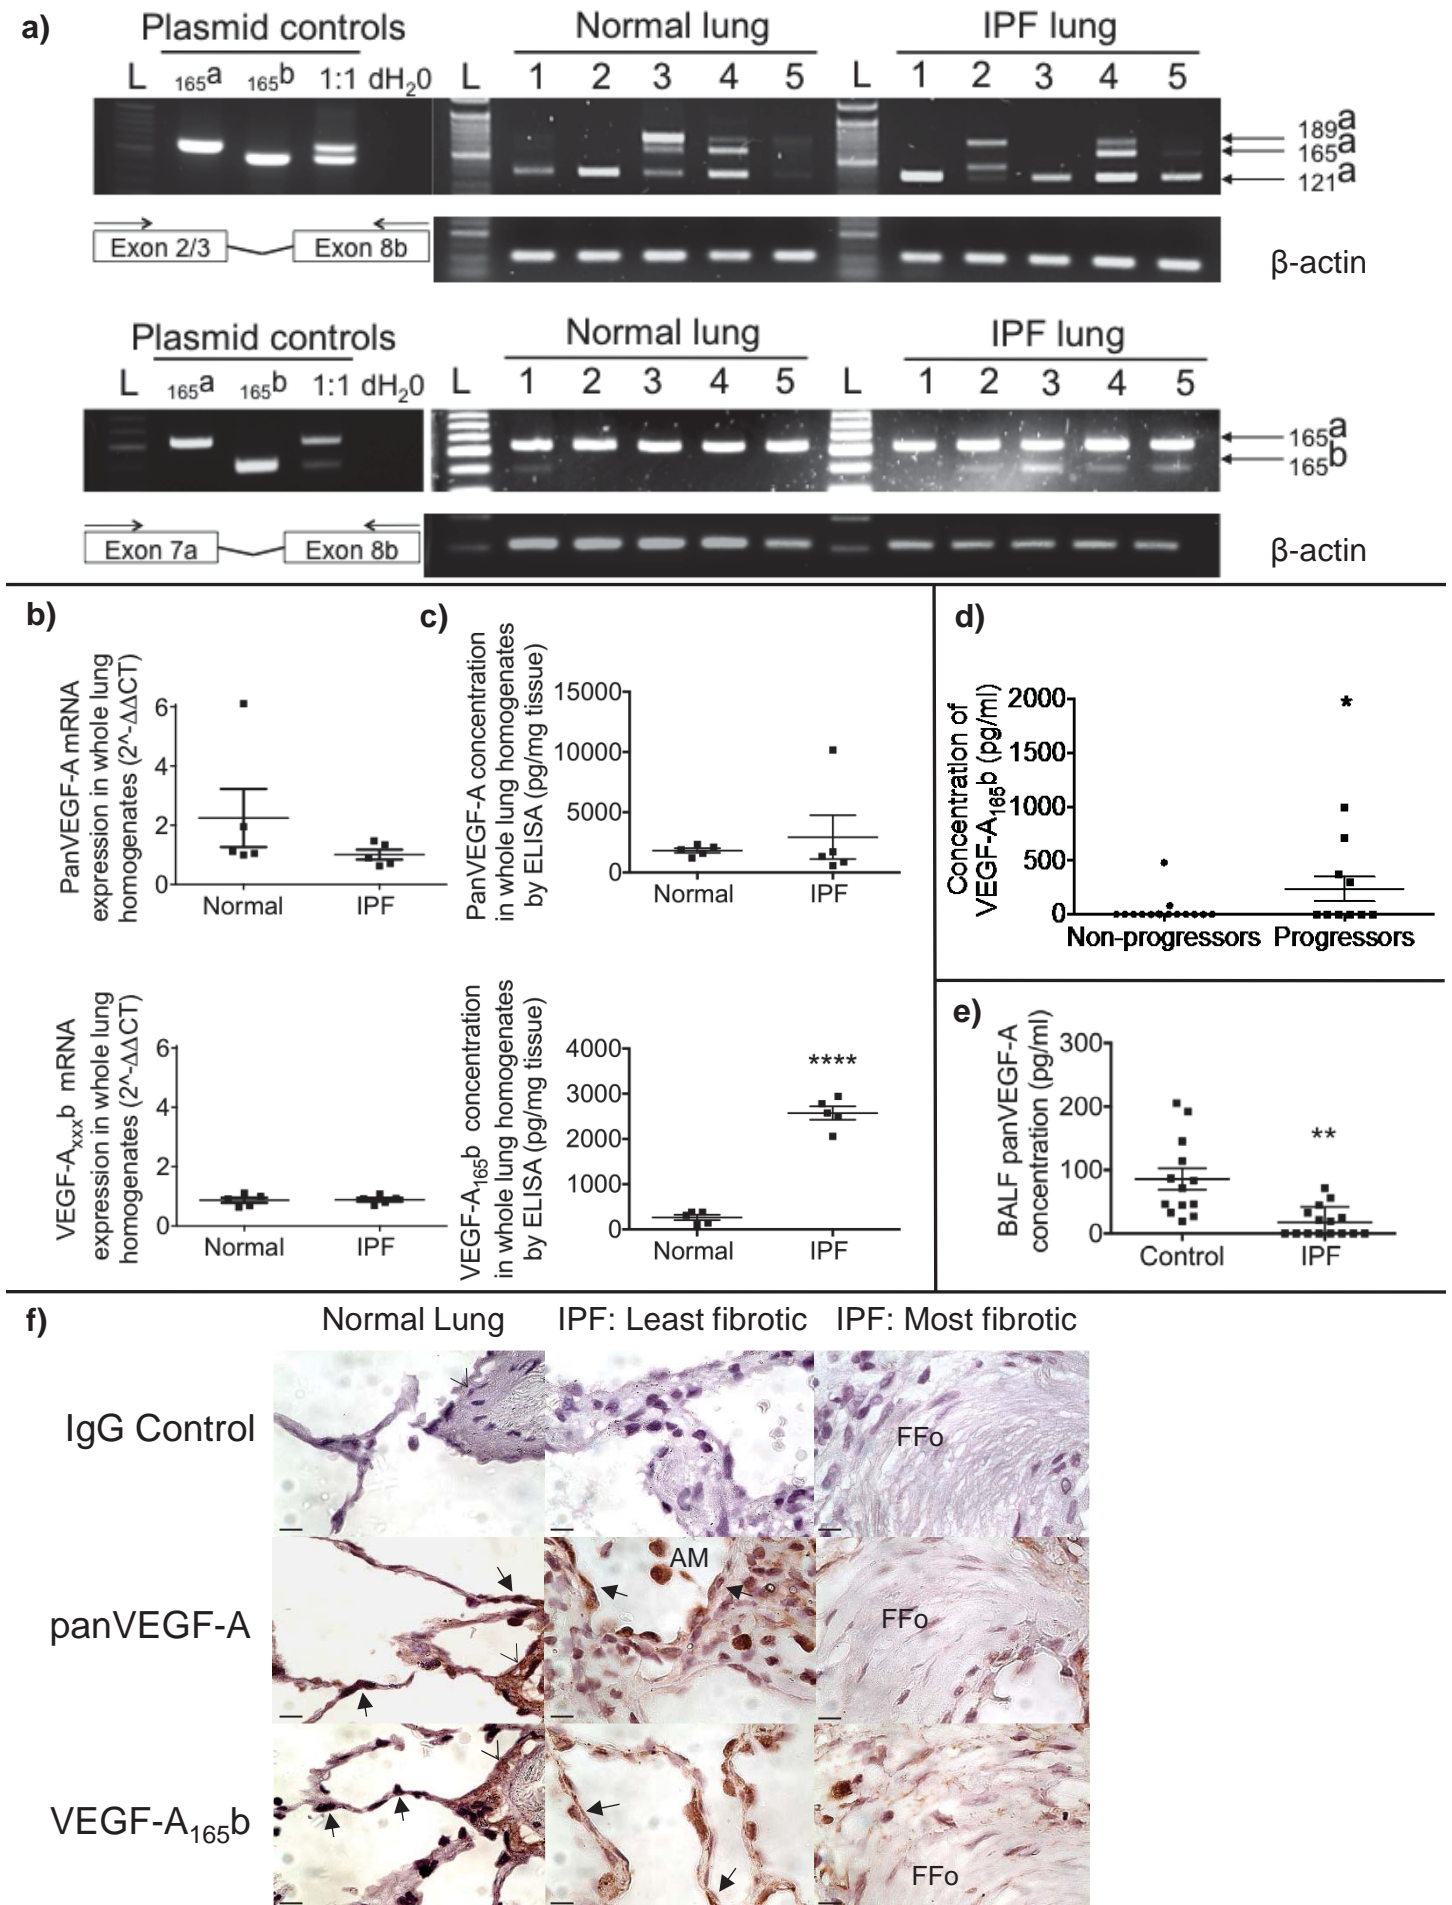 a)
Plasmid controls Normal lung IPF lung
L 165a 165b 1:1 dH20 L 1 2 3 4 5 L 1 2 3 4 5
189a
165a
121a
Exon 2/3 Exon 8b
β-actin
Plasmid controls Normal lung IPF lung
L 165a 165b 1:1 dH20 L 1 2 3 4 5 L 1 2 3 4 5
165a
165b
Exon 7a Exon 8b
β-actin
b)
PanVEGF-A mRNA
expression in whole lung
homogenates (2^-ΔΔCT)
6
4
2
0
Normal IPF
VEGF-Axxxb mRNA
expression in whole lung
homogenates (2^-ΔΔCT)
6
4
2
0
Normal IPF
c)
PanVEGF-A concentration
in whole lung homogenates
by ELISA (pg/mg tissue)
15000
10000
5000
0
Normal IPF
VEGF-A165b concentration
in whole lung homogenates
by ELISA (pg/mg tissue)
4000
3000
2000
1000
0
****
Normal IPF
d)
Concentration of
VEGF-A165b (pg/ml)
2000
1500
1000
500
0
*
Non-progressors Progressors
e)
BALF panVEGF-A
concentration (pg/ml)
300
200
100
0
**
Control IPF
f)
Normal Lung IPF: Least fibrotic IPF: Most fibrotic
IgG Control
FFo
panVEGF-A
AM
FFo
VEGF-A165b
FFo